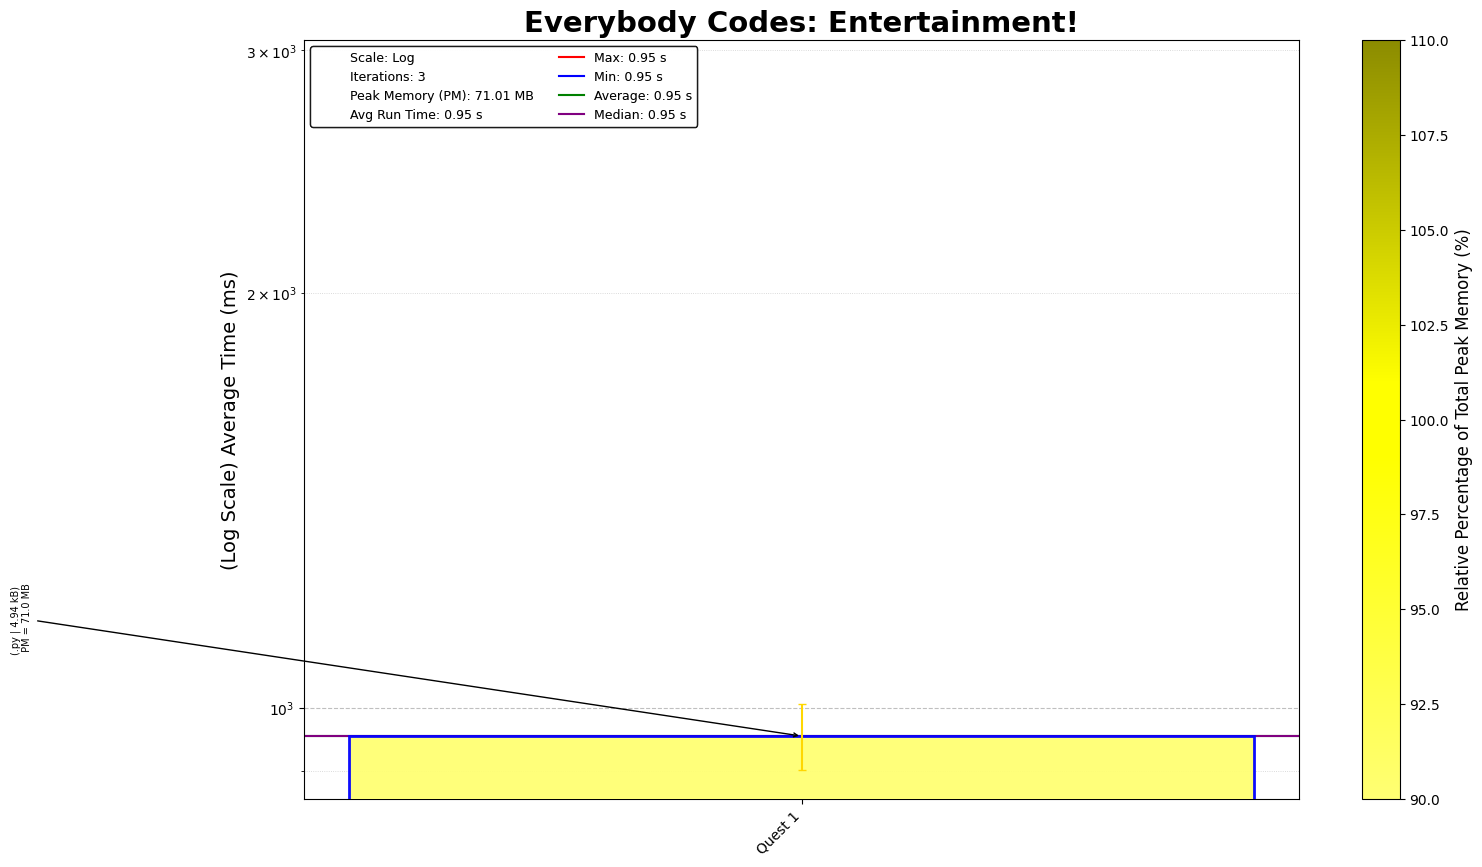 Everybody Codes: Entertainment!
Scale: Log
Iterations: 3
Peak Memory (PM): 71.01 MB
Avg Run Time: 0.95 s
Max: 0.95 s
Min: 0.95 s
Average: 0.95 s
Median: 0.95 s
(Log Scale) Average Time (ms)
3 × 10³
2 × 10³
10³
(.py | 4.94 kB)
PM = 71.0 MB
Quest 1
110.0
107.5
105.0
102.5
100.0
97.5
95.0
92.5
90.0
Relative Percentage of Total Peak Memory (%)